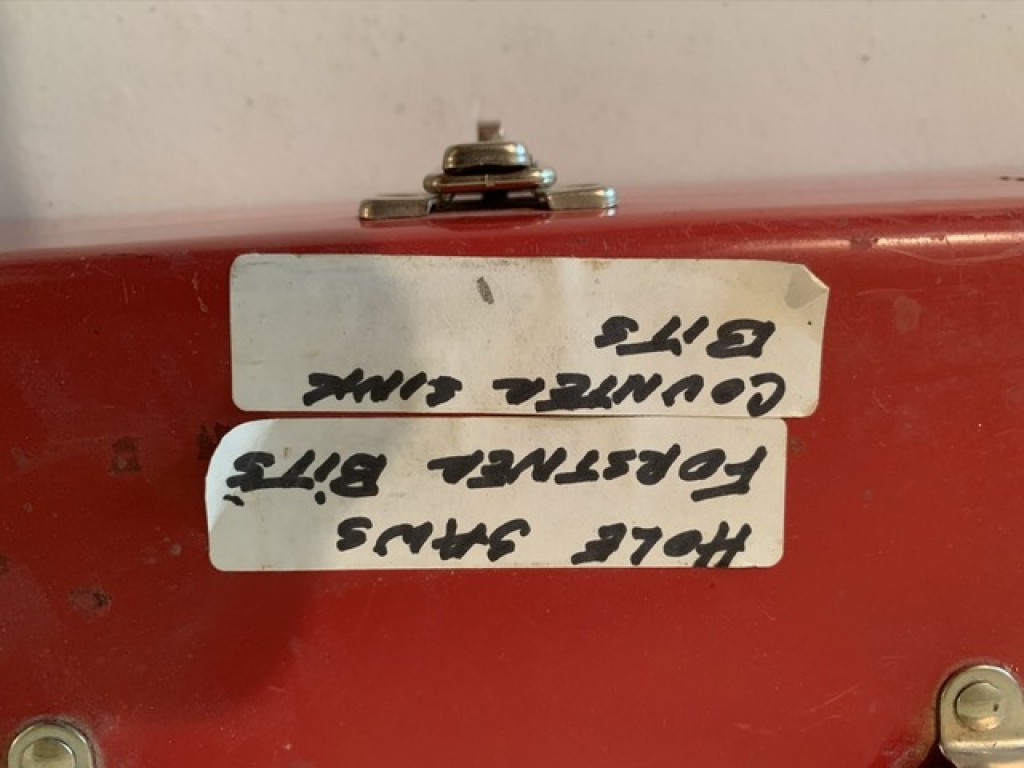 HOLE SAWS
FORSTNER BITS
COUNTER SINK
BITS